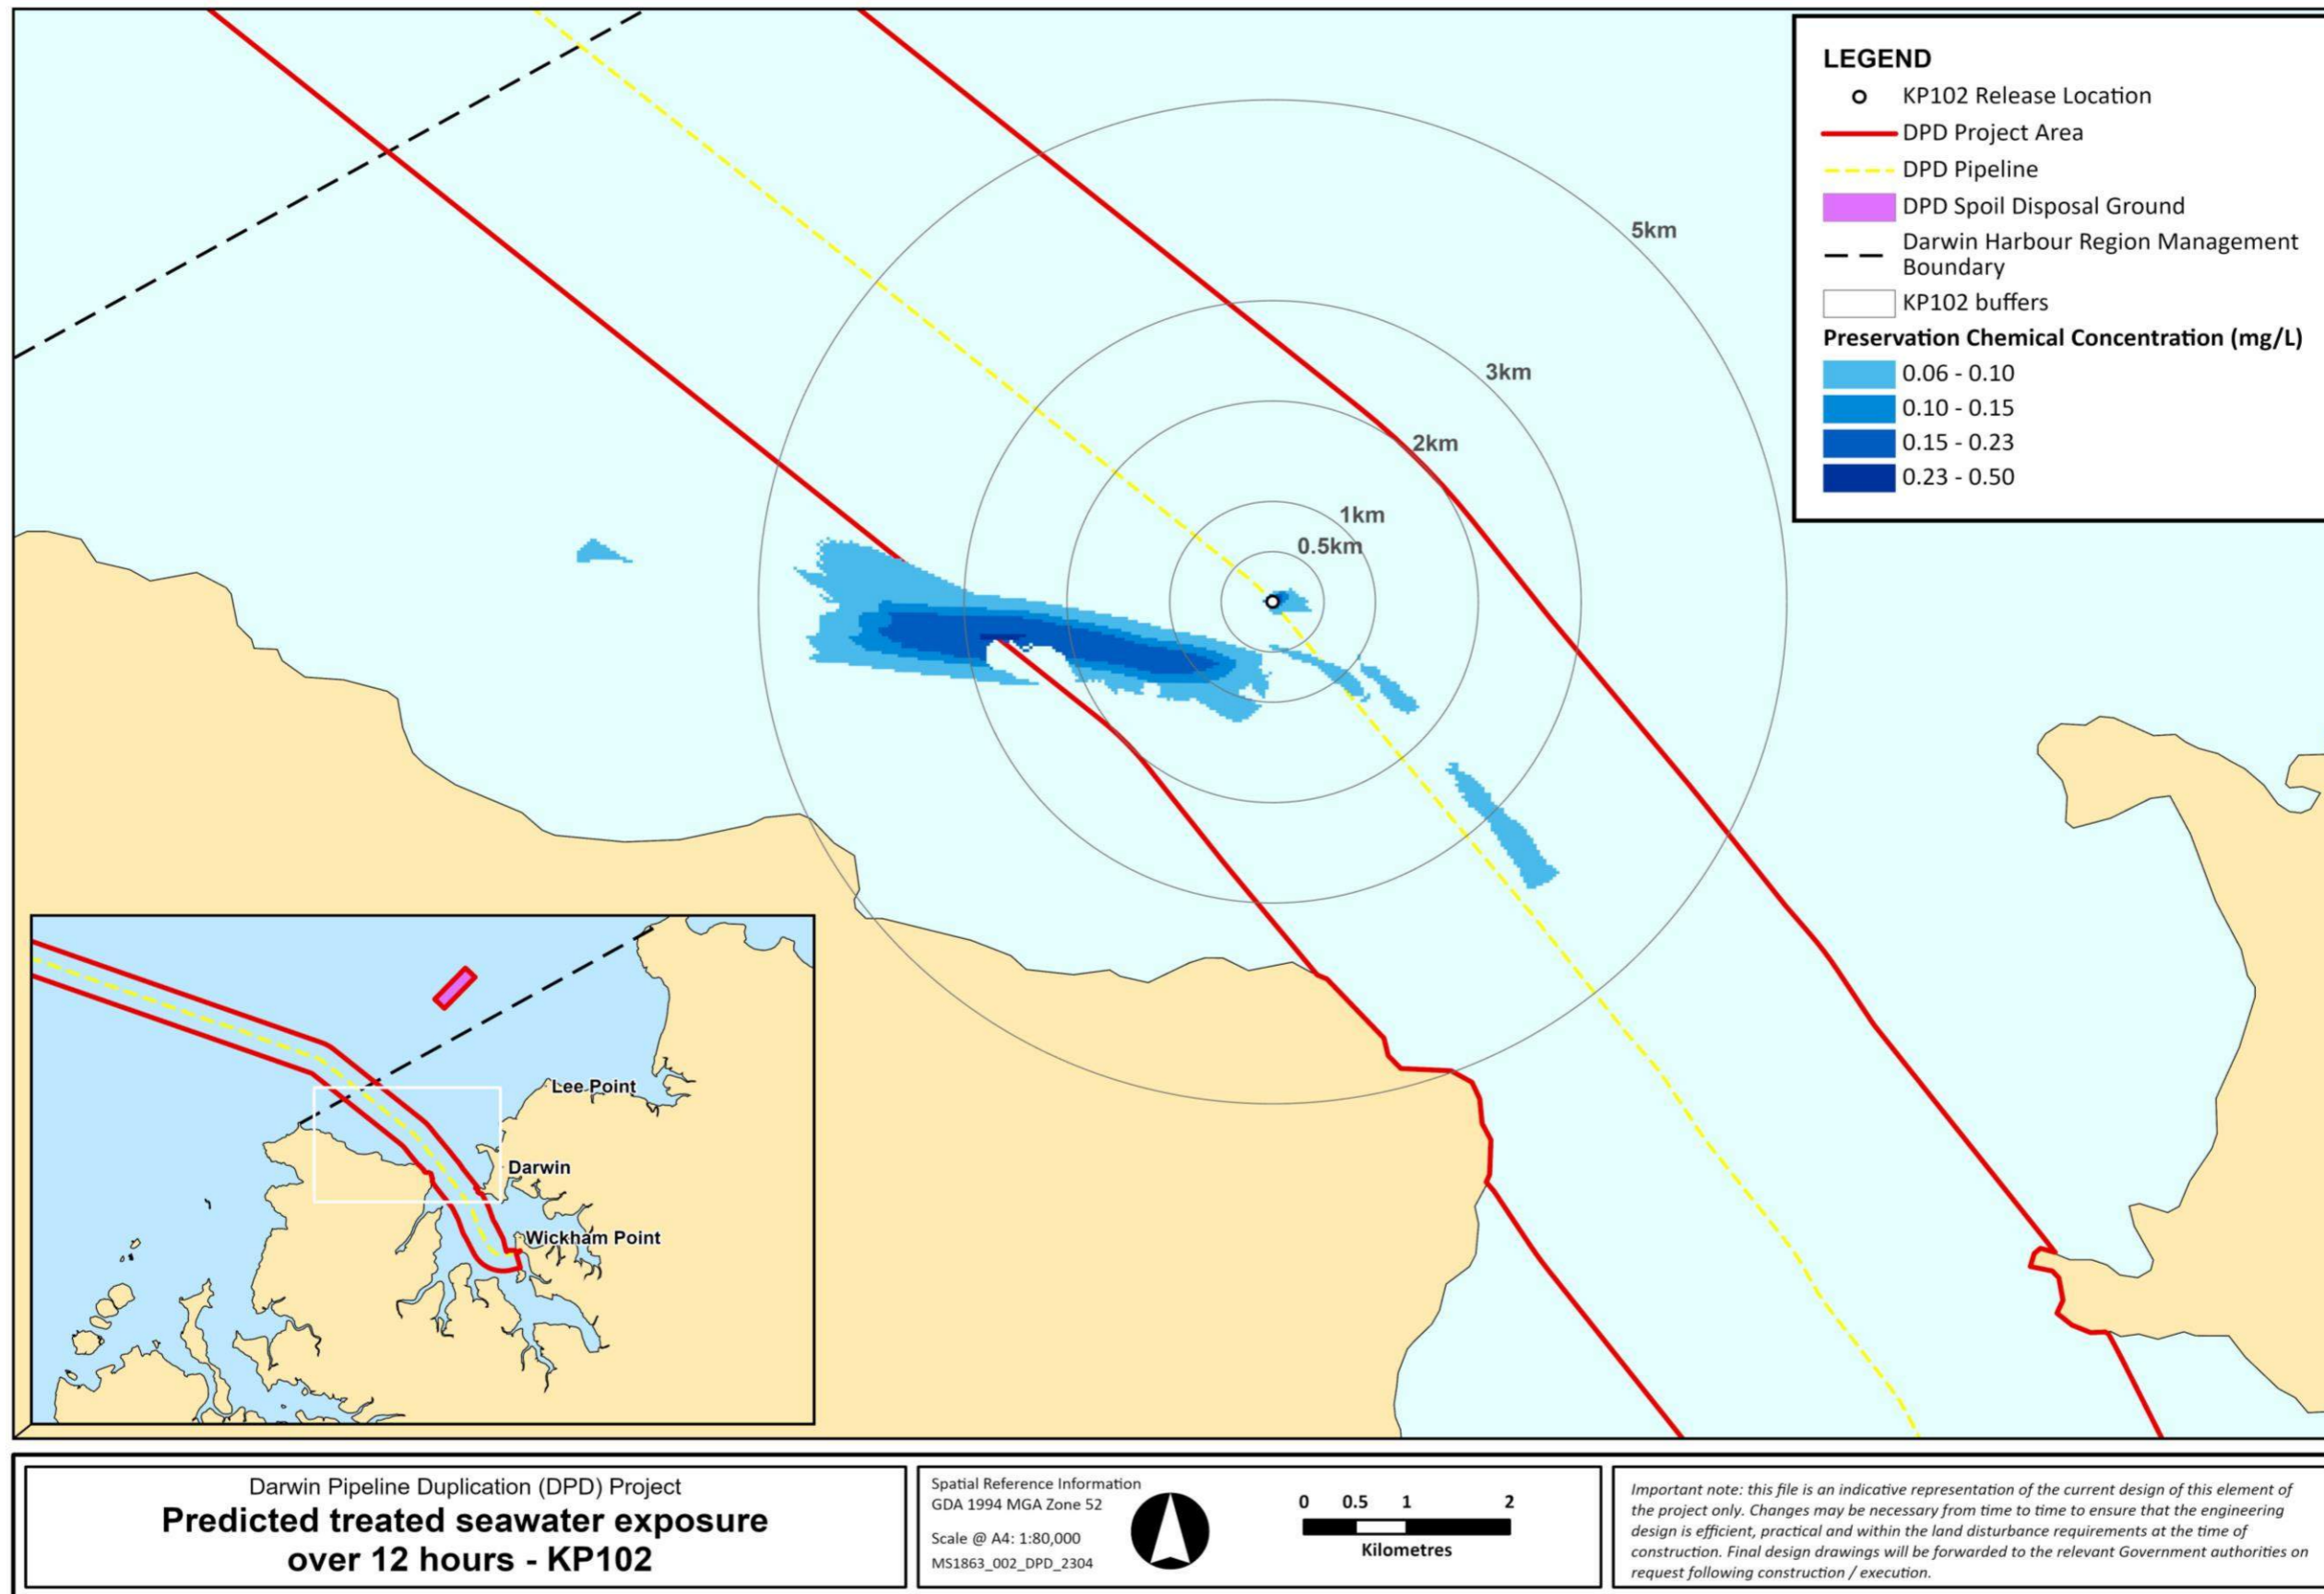 LEGEND
KP102 Release Location
DPD Project Area
DPD Pipeline
DPD Spoil Disposal Ground
Darwin Harbour Region Management
Boundary
KP102 buffers
Preservation Chemical Concentration (mg/L)
0.06 - 0.10
0.10 - 0.15
0.15 - 0.23
0.23 - 0.50
5km
3km
2km
1km
0.5km
Lee Point
Darwin
Wickham Point
Darwin Pipeline Duplication (DPD) Project
Predicted treated seawater exposure
over 12 hours - KP102
Spatial Reference Information
GDA 1994 MGA Zone 52
Scale @ A4: 1:80,000
MS1863_002_DPD_2304
0 0.5 1 2
Kilometres
Important note: this file is an indicative representation of the current design of this element of
the project only. Changes may be necessary from time to time to ensure that the engineering
design is efficient, practical and within the land disturbance requirements at the time of
construction. Final design drawings will be forwarded to the relevant Government authorities on
request following construction / execution.